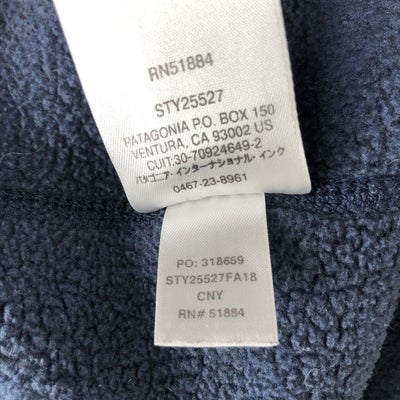 RN51884
STY25527
PATAGONIA P.O. BOX 150
VENTURA, CA 93002 US
CUIT:30-70924649-2
パタゴニア・インターナショナル・インク
0467-23-8961
PO: 318659
STY25527FA18
CNY
RN# 51884